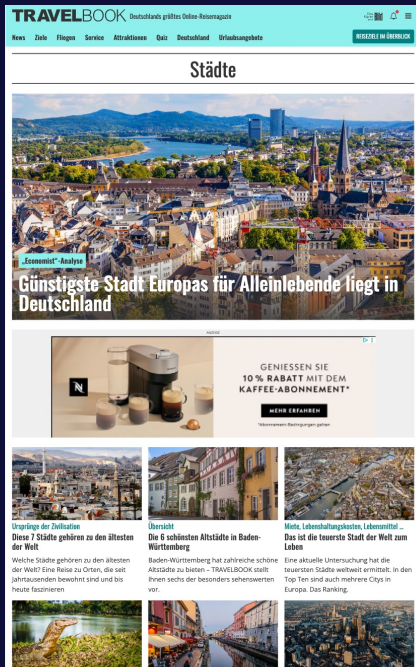 TRAVELBOOK Deutschlands größtes Online-Reisemagazin
News Ziele Fliegen Service Attraktionen Quiz Deutschland Urlaubsangebote
REISEZIELE IM ÜBERBLICK
Städte
„Economist“-Analyse
Günstigste Stadt Europas für Alleinlebende liegt in
Deutschland
ANZEIGE
GENIESSEN SIE
10 % RABATT MIT DEM
KAFFEE-ABONNEMENT*
MEHR ERFAHREN
*Abonnement-Bedingungen gelten
Ursprünge der Zivilisation
Diese 7 Städte gehören zu den ältesten
der Welt
Welche Städte gehören zu den ältesten
der Welt? Eine Reise zu Orten, die seit
Jahrtausenden bewohnt sind und bis
heute faszinieren
Übersicht
Die 6 schönsten Altstädte in Baden-
Württemberg
Baden-Württemberg hat zahlreiche schöne
Altstädte zu bieten – TRAVELBOOK stellt
Ihnen sechs der besonders sehenswerten
vor.
Miete, Lebenshaltungskosten, Lebensmittel ...
Das ist die teuerste Stadt der Welt zum
Leben
Eine aktuelle Untersuchung hat die
teuersten Städte weltweit ermittelt. In den
Top Ten sind auch mehrere Citys in
Europa. Das Ranking.